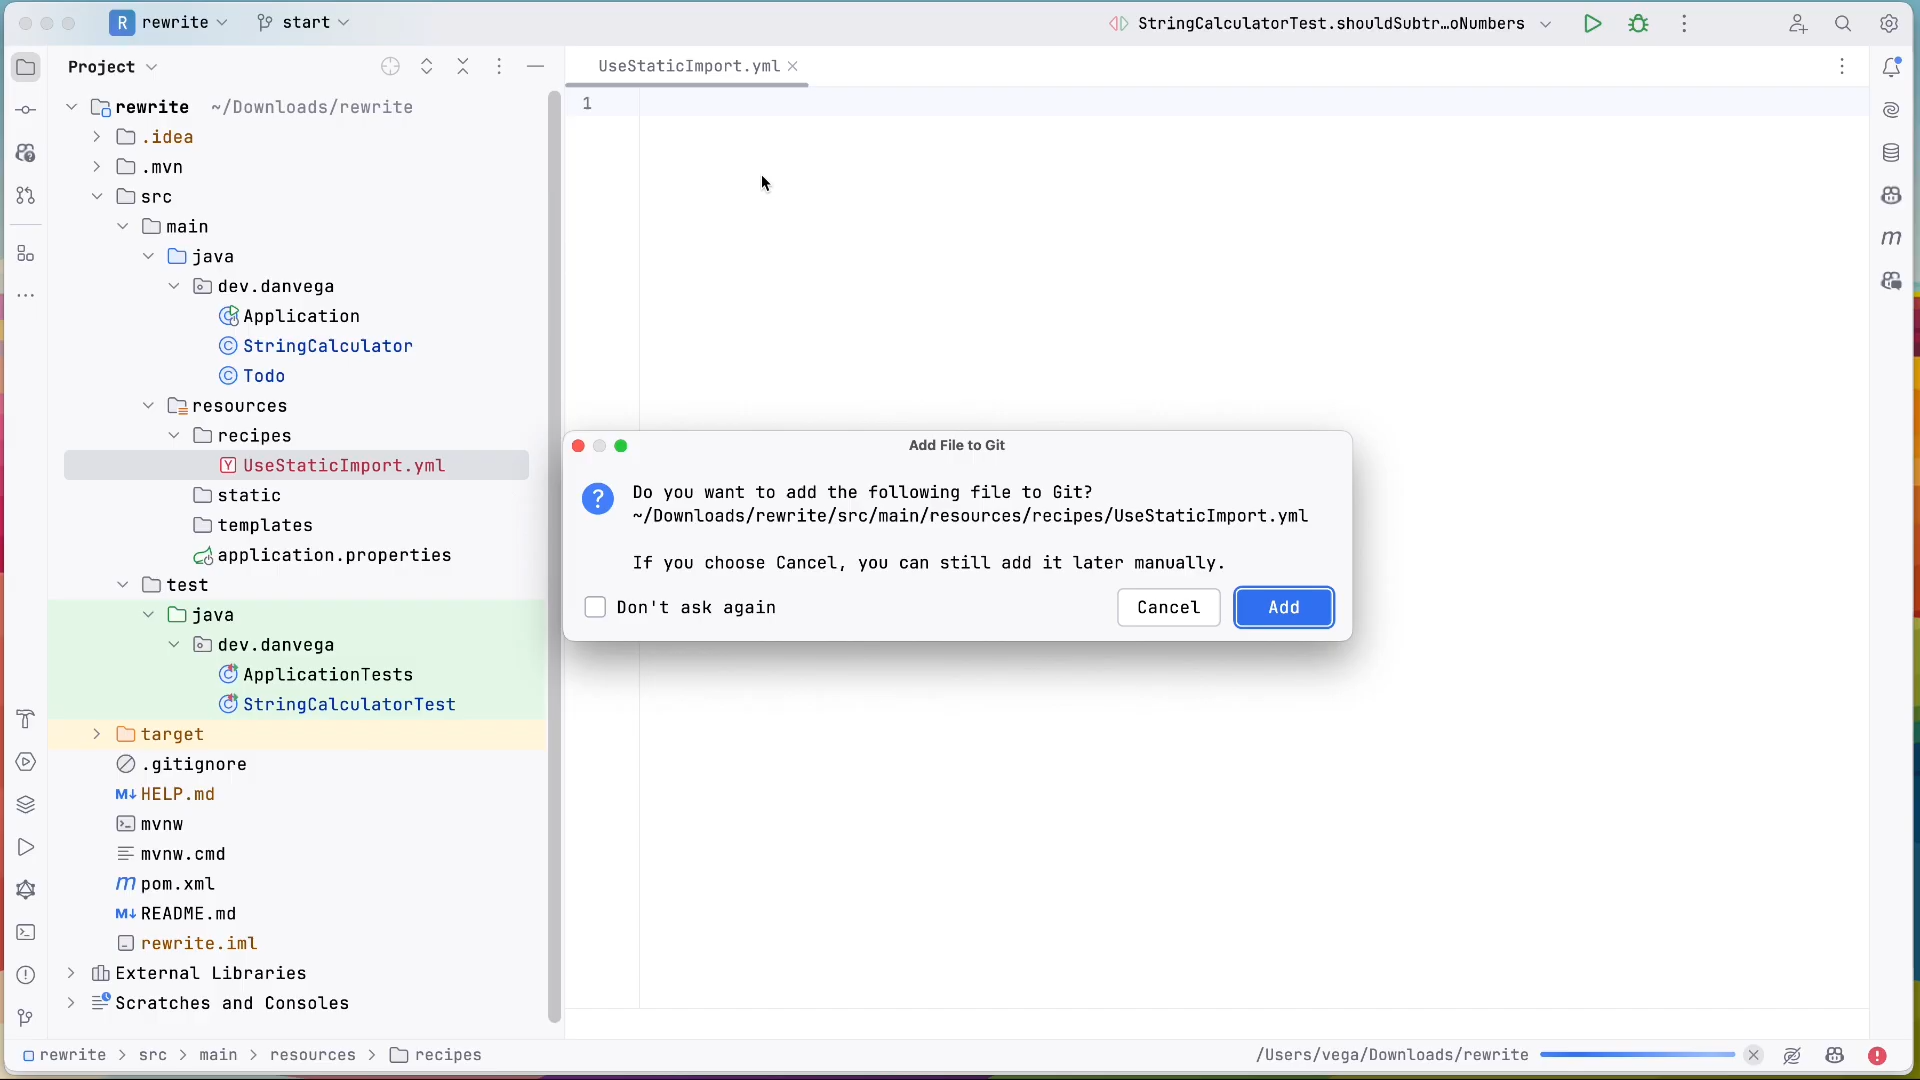 R rewrite
start
StringCalculatorTest.shouldSubtr…oNumbers
Project
UseStaticImport.yml
1
rewrite ~/Downloads/rewrite
.idea
.mvn
src
main
java
dev.danvega
Application
StringCalculator
Todo
resources
recipes
UseStaticImport.yml
static
templates
application.properties
test
java
dev.danvega
ApplicationTests
StringCalculatorTest
target
.gitignore
HELP.md
mvnw
mvnw.cmd
pom.xml
README.md
rewrite.iml
External Libraries
Scratches and Consoles
Add File to Git
Do you want to add the following file to Git?
~/Downloads/rewrite/src/main/resources/recipes/UseStaticImport.yml
If you choose Cancel, you can still add it later manually.
Don't ask again
Cancel
Add
rewrite > src > main > resources > recipes
/Users/vega/Downloads/rewrite